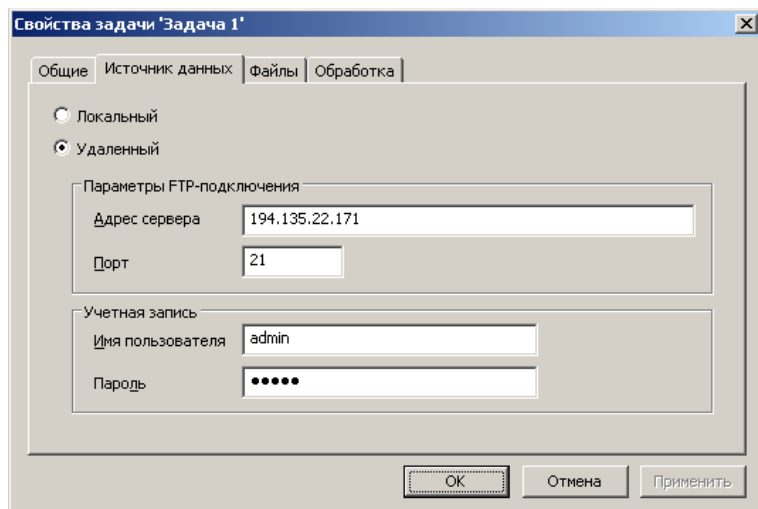 Свойства задачи 'Задача 1'
Общие Источник данных Файлы Обработка
Локальный
Удаленный
Параметры FTP-подключения
Адрес сервера 194.135.22.171
Порт 21
Учетная запись
Имя пользователя admin
Пароль •••••
OK Отмена Применить